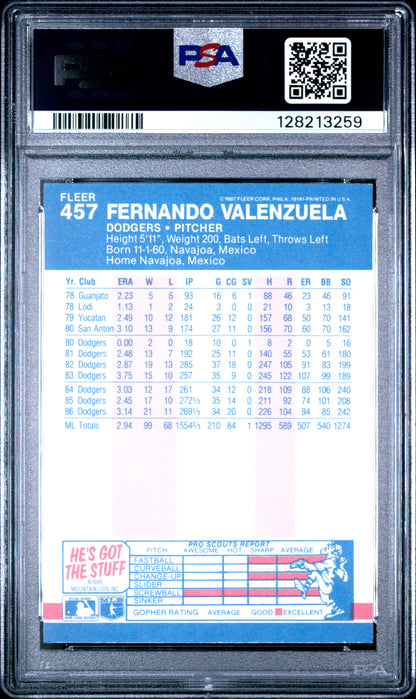 PSA
128213259
FLEER
457 FERNANDO VALENZUELA
©1987 FLEER CORP., PHILA., 19141-PRINTED IN U.S.A.
DODGERS • PITCHER
Height 5'11", Weight 200, Bats Left, Throws Left
Born 11-1-60, Navajoa, Mexico
Home Navajoa, Mexico
Yr. Club ERA W L IP G CG SV H R ER BB SO
78 Guanjato 2.23 5 6 93 16 6 1 88 46 23 46 91
78 Lodi 1.13 1 2 24 3 0 0 21 10 3 13 18
79 Yucatan 2.49 10 12 181 26 12 0 157 68 50 70 141
80 San Anton 3.10 13 9 174 27 11 0 156 70 60 70 162
80 Dodgers 0.00 2 0 18 10 0 1 8 2 0 5 16
81 Dodgers 2.48 13 7 192 25 11 0 140 55 53 61 180
82 Dodgers 2.87 19 13 285 37 18 0 247 105 91 83 199
83 Dodgers 3.75 15 10 257 35 9 0 245 122 107 99 189
84 Dodgers 3.03 12 17 261 34 12 0 218 109 88 106 240
85 Dodgers 2.45 17 10 272⅓ 35 14 0 211 92 74 101 208
86 Dodgers 3.14 21 11 269⅓ 34 20 0 226 104 94 85 242
ML Totals 2.94 99 68 1554⅔ 210 84 1 1295 589 507 540 1274
HE'S GOT
THE STUFF
©1986
MOUNTAIN LION, INC.
PRO SCOUTS REPORT
PITCH AWESOME HOT SHARP AVERAGE
FASTBALL
CURVEBALL
CHANGE-UP
SLIDER
SCREWBALL
SINKER
GOPHER RATING AVERAGE GOOD EXCELLENT
PSA